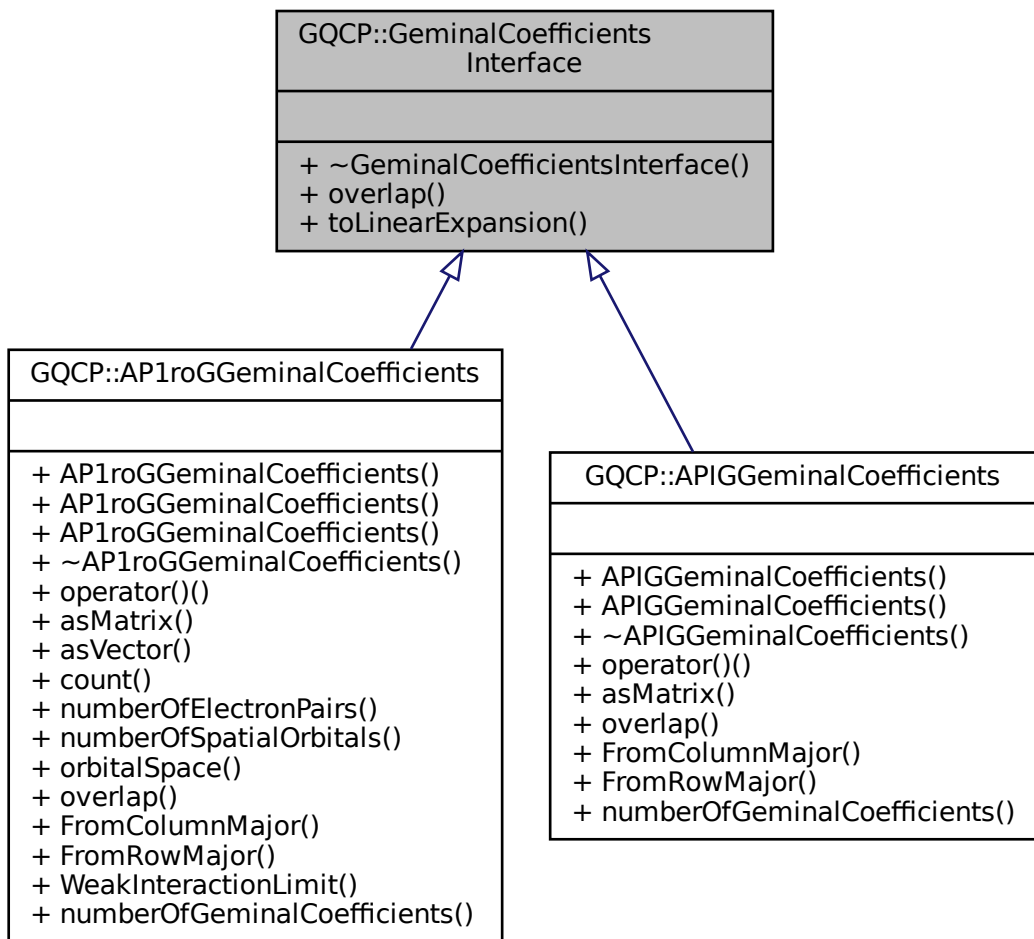 GQCP::GeminalCoefficients
Interface
+ ~GeminalCoefficientsInterface()
+ overlap()
+ toLinearExpansion()
GQCP::AP1roGGeminalCoefficients
+ AP1roGGeminalCoefficients()
+ AP1roGGeminalCoefficients()
+ AP1roGGeminalCoefficients()
+ ~AP1roGGeminalCoefficients()
+ operator()()
+ asMatrix()
+ asVector()
+ count()
+ numberOfElectronPairs()
+ numberOfSpatialOrbitals()
+ orbitalSpace()
+ overlap()
+ FromColumnMajor()
+ FromRowMajor()
+ WeakInteractionLimit()
+ numberOfGeminalCoefficients()
GQCP::APIGGeminalCoefficients
+ APIGGeminalCoefficients()
+ APIGGeminalCoefficients()
+ ~APIGGeminalCoefficients()
+ operator()()
+ asMatrix()
+ overlap()
+ FromColumnMajor()
+ FromRowMajor()
+ numberOfGeminalCoefficients()